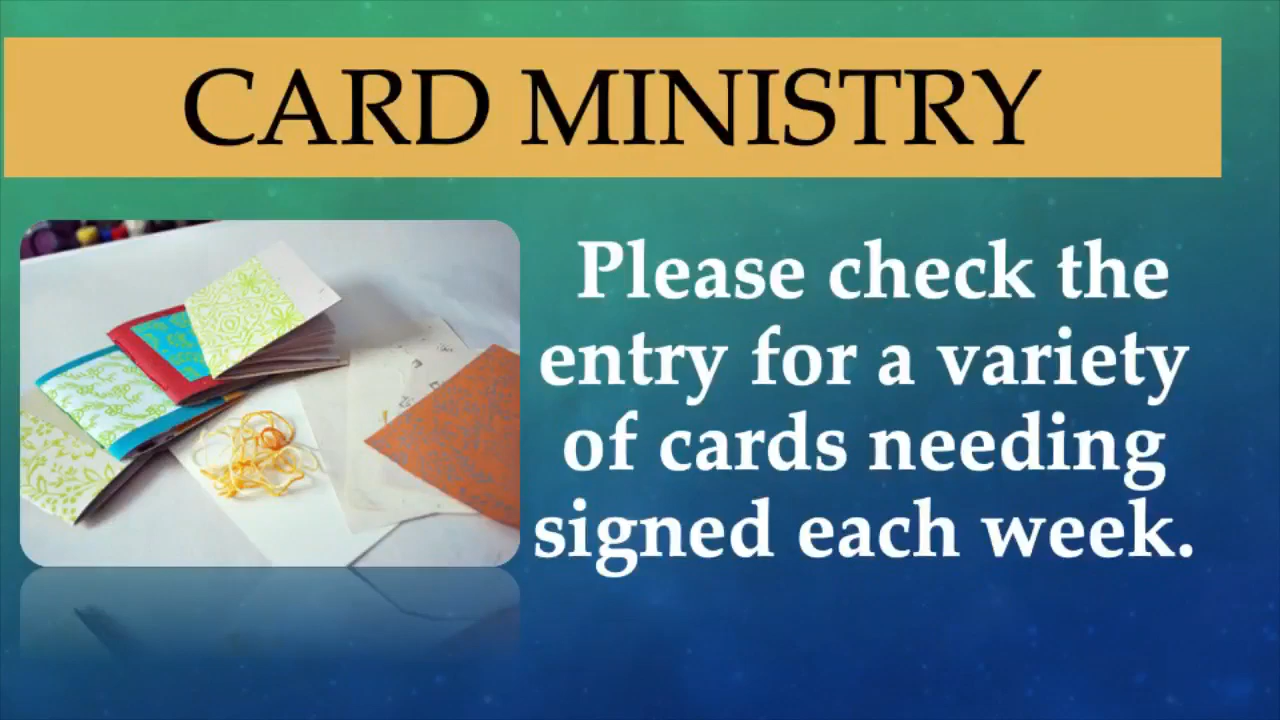 CARD MINISTRY
Please check the
entry for a variety
of cards needing
signed each week.